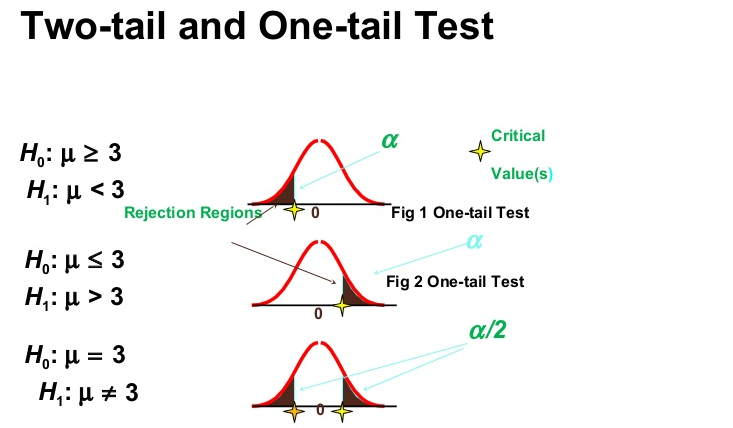 Two-tail and One-tail Test
H₀: μ ≥ 3
H₁: μ < 3
α
Critical
Value(s)
Rejection Regions
0
Fig 1 One-tail Test
H₀: μ ≤ 3
H₁: μ > 3
α
Fig 2 One-tail Test
0
H₀: μ = 3
H₁: μ ≠ 3
α/2
0